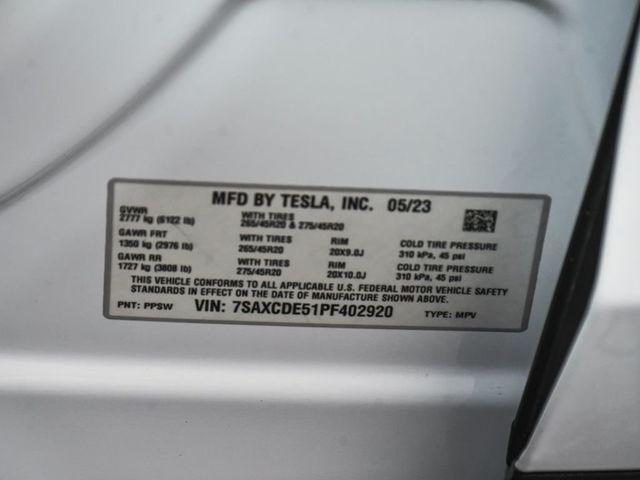 MFD BY TESLA, INC. 05/23
GVWR
2777 kg (6122 lb)
WITH TIRES
265/45R20 & 275/45R20
GAWR FRT
1350 kg (2976 lb)
WITH TIRES
265/45R20
RIM
20X9.0J
COLD TIRE PRESSURE
310 kPa, 45 psi
GAWR RR
1727 kg (3808 lb)
WITH TIRES
275/45R20
RIM
20X10.0J
COLD TIRE PRESSURE
310 kPa, 45 psi
THIS VEHICLE CONFORMS TO ALL APPLICABLE U.S. FEDERAL MOTOR VEHICLE SAFETY
STANDARDS IN EFFECT ON THE DATE OF MANUFACTURE SHOWN ABOVE.
PNT: PPSW VIN: 7SAXCDE51PF402920 TYPE: MPV